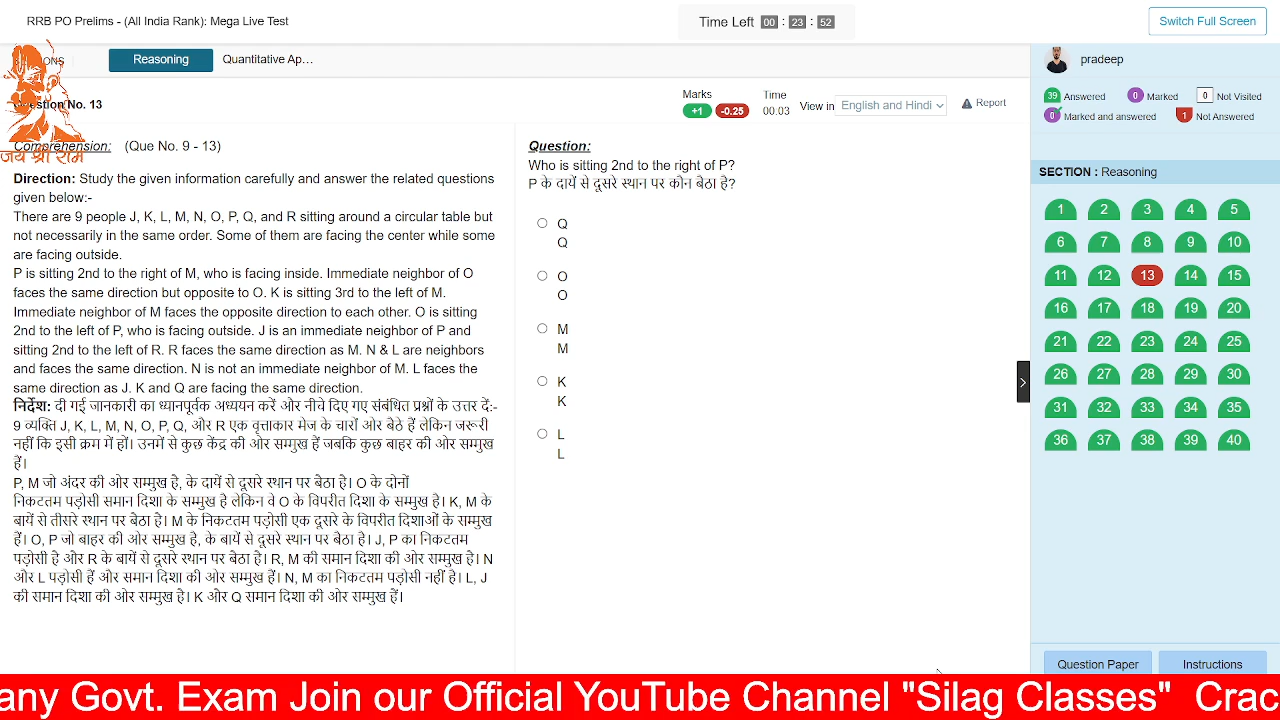 RRB PO Prelims - (All India Rank): Mega Live Test
Time Left 00 : 23 : 52
Switch Full Screen
Reasoning
Quantitative Ap...
pradeep
Question No. 13
Marks
+1 -0.25
Time
00:03
View in English and Hindi
Report
39 Answered
0 Marked
0 Not Visited
0 Marked and answered
1 Not Answered
जय श्री राम
Comprehension: (Que No. 9 - 13)
Direction: Study the given information carefully and answer the related questions
given below:-
There are 9 people J, K, L, M, N, O, P, Q, and R sitting around a circular table but
not necessarily in the same order. Some of them are facing the center while some
are facing outside.
P is sitting 2nd to the right of M, who is facing inside. Immediate neighbor of O
faces the same direction but opposite to O. K is sitting 3rd to the left of M.
Immediate neighbor of M faces the opposite direction to each other. O is sitting
2nd to the left of P, who is facing outside. J is an immediate neighbor of P and
sitting 2nd to the left of R. R faces the same direction as M. N & L are neighbors
and faces the same direction. N is not an immediate neighbor of M. L faces the
same direction as J. K and Q are facing the same direction.
निर्देश: दी गई जानकारी का ध्यानपूर्वक अध्ययन करें और नीचे दिए गए संबंधित प्रश्नों के उत्तर दें:-
9 व्यक्ति J, K, L, M, N, O, P, Q, और R एक वृत्ताकार मेज के चारों ओर बैठे हैं लेकिन जरूरी
नहीं कि इसी क्रम में हों। उनमें से कुछ केंद्र की ओर सम्मुख हैं जबकि कुछ बाहर की ओर सम्मुख
हैं।
P, M जो अंदर की ओर सम्मुख है, के दायें से दूसरे स्थान पर बैठा है। O के दोनों
निकटतम पड़ोसी समान दिशा के सम्मुख है लेकिन वे O के विपरीत दिशा के सम्मुख है। K, M के
बायें से तीसरे स्थान पर बैठा है। M के निकटतम पड़ोसी एक दूसरे के विपरीत दिशाओं के सम्मुख
हैं। O, P जो बाहर की ओर सम्मुख है, के बायें से दूसरे स्थान पर बैठा है। J, P का निकटतम
पड़ोसी है और R के बायें से दूसरे स्थान पर बैठा है। R, M की समान दिशा की ओर सम्मुख है। N
और L पड़ोसी हैं और समान दिशा की ओर सम्मुख हैं। N, M का निकटतम पड़ोसी नहीं है। L, J
की समान दिशा की ओर सम्मुख है। K और Q समान दिशा की ओर सम्मुख हैं।
Question:
Who is sitting 2nd to the right of P?
P के दायें से दूसरे स्थान पर कौन बैठा है?
Q
Q
O
O
M
M
K
K
L
L
SECTION : Reasoning
1 2 3 4 5
6 7 8 9 10
11 12 13 14 15
16 17 18 19 20
21 22 23 24 25
26 27 28 29 30
31 32 33 34 35
36 37 38 39 40
Question Paper
Instructions
any Govt. Exam Join our Official YouTube Channel "Silag Classes" Crac